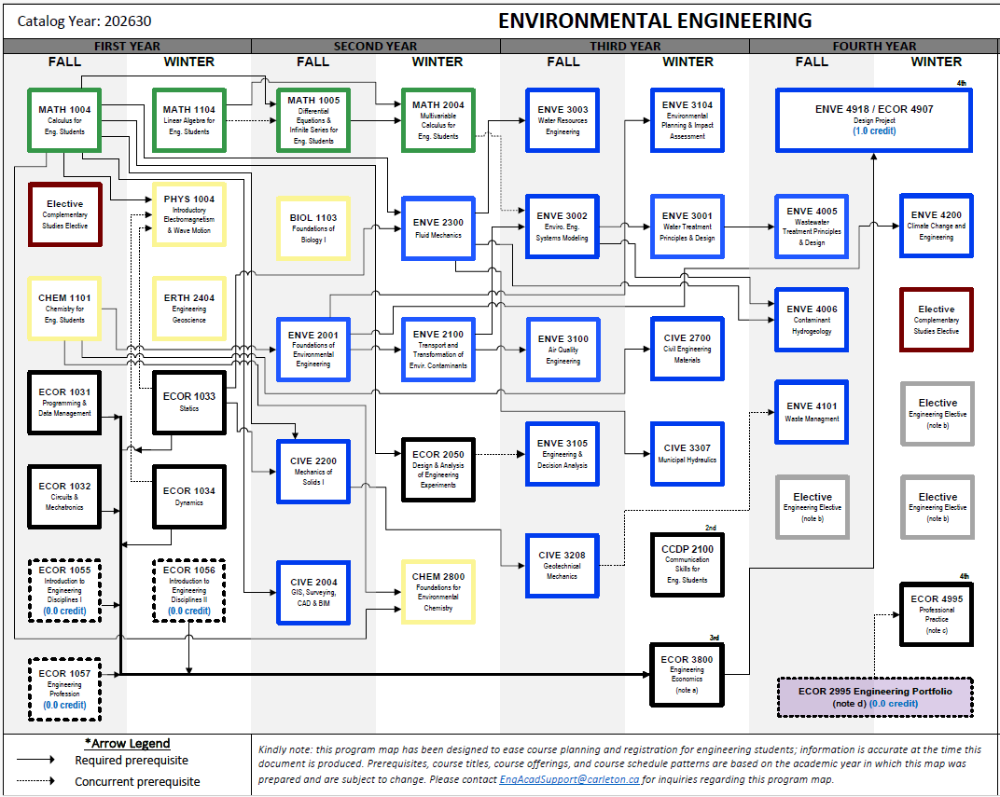 Catalog Year: 202630
ENVIRONMENTAL ENGINEERING
FIRST YEAR
SECOND YEAR
THIRD YEAR
FOURTH YEAR
FALL
WINTER
FALL
WINTER
FALL
WINTER
FALL
WINTER
MATH 1004
Calculus for
Eng. Students
MATH 1104
Linear Algebra for
Eng. Students
MATH 1005
Differential
Equations &
Infinite Series for
Eng. Students
MATH 2004
Multivariable
Calculus for
Eng. Students
ENVE 3003
Water Resources
Engineering
ENVE 3104
Environmental
Planning & Impact
Assessment
4th
ENVE 4918 / ECOR 4907
Design Project
(1.0 credit)
Elective
Complementary
Studies Elective
PHYS 1004
Introductory
Electromagnetism
& Wave Motion
BIOL 1103
Foundations of
Biology I
ENVE 2300
Fluid Mechanics
ENVE 3002
Enviro. Eng.
Systems Modeling
ENVE 3001
Water Treatment
Principles & Design
ENVE 4005
Wastewater
Treatment Principles
& Design
ENVE 4200
Climate Change and
Engineering
CHEM 1101
Chemistry for
Eng. Students
ERTH 2404
Engineering
Geoscience
ENVE 2001
Foundations of
Environmental
Engineering
ENVE 2100
Transport and
Transformation of
Envir. Contaminants
ENVE 3100
Air Quality
Engineering
CIVE 2700
Civil Engineering
Materials
ENVE 4006
Contaminant
Hydrogeology
Elective
Complementary
Studies Elective
ECOR 1031
Programming &
Data Management
ECOR 1033
Statics
ENVE 4101
Waste Managment
Elective
Engineering Elective
(note b)
ECOR 1032
Circuits &
Mechatronics
ECOR 1034
Dynamics
CIVE 2200
Mechanics of
Solids I
ECOR 2050
Design & Analysis
of Engineering
Experiments
ENVE 3105
Engineering &
Decision Analysis
CIVE 3307
Municipal Hydraulics
Elective
Engineering Elective
(note b)
Elective
Engineering Elective
(note b)
ECOR 1055
Introduction to
Engineering
Disciplines I
(0.0 credit)
ECOR 1056
Introduction to
Engineering
Disciplines II
(0.0 credit)
CIVE 2004
GIS, Surveying,
CAD & BIM
CHEM 2800
Foundations for
Environmental
Chemistry
CIVE 3208
Geotechnical
Mechanics
2nd
CCDP 2100
Communication
Skills for
Eng. Students
4th
ECOR 4995
Professional
Practice
(note c)
ECOR 1057
Engineering
Profession
(0.0 credit)
3rd
ECOR 3800
Engineering
Economics
(note a)
ECOR 2995 Engineering Portfolio
(note d) (0.0 credit)
*Arrow Legend
Required prerequisite
Concurrent prerequisite
Kindly note: this program map has been designed to ease course planning and registration for engineering students; information is accurate at the time this
document is produced. Prerequisites, course titles, course offerings, and course schedule patterns are based on the academic year in which this map was
prepared and are subject to change. Please contact EngAcadSupport@carleton.ca for inquiries regarding this program map.